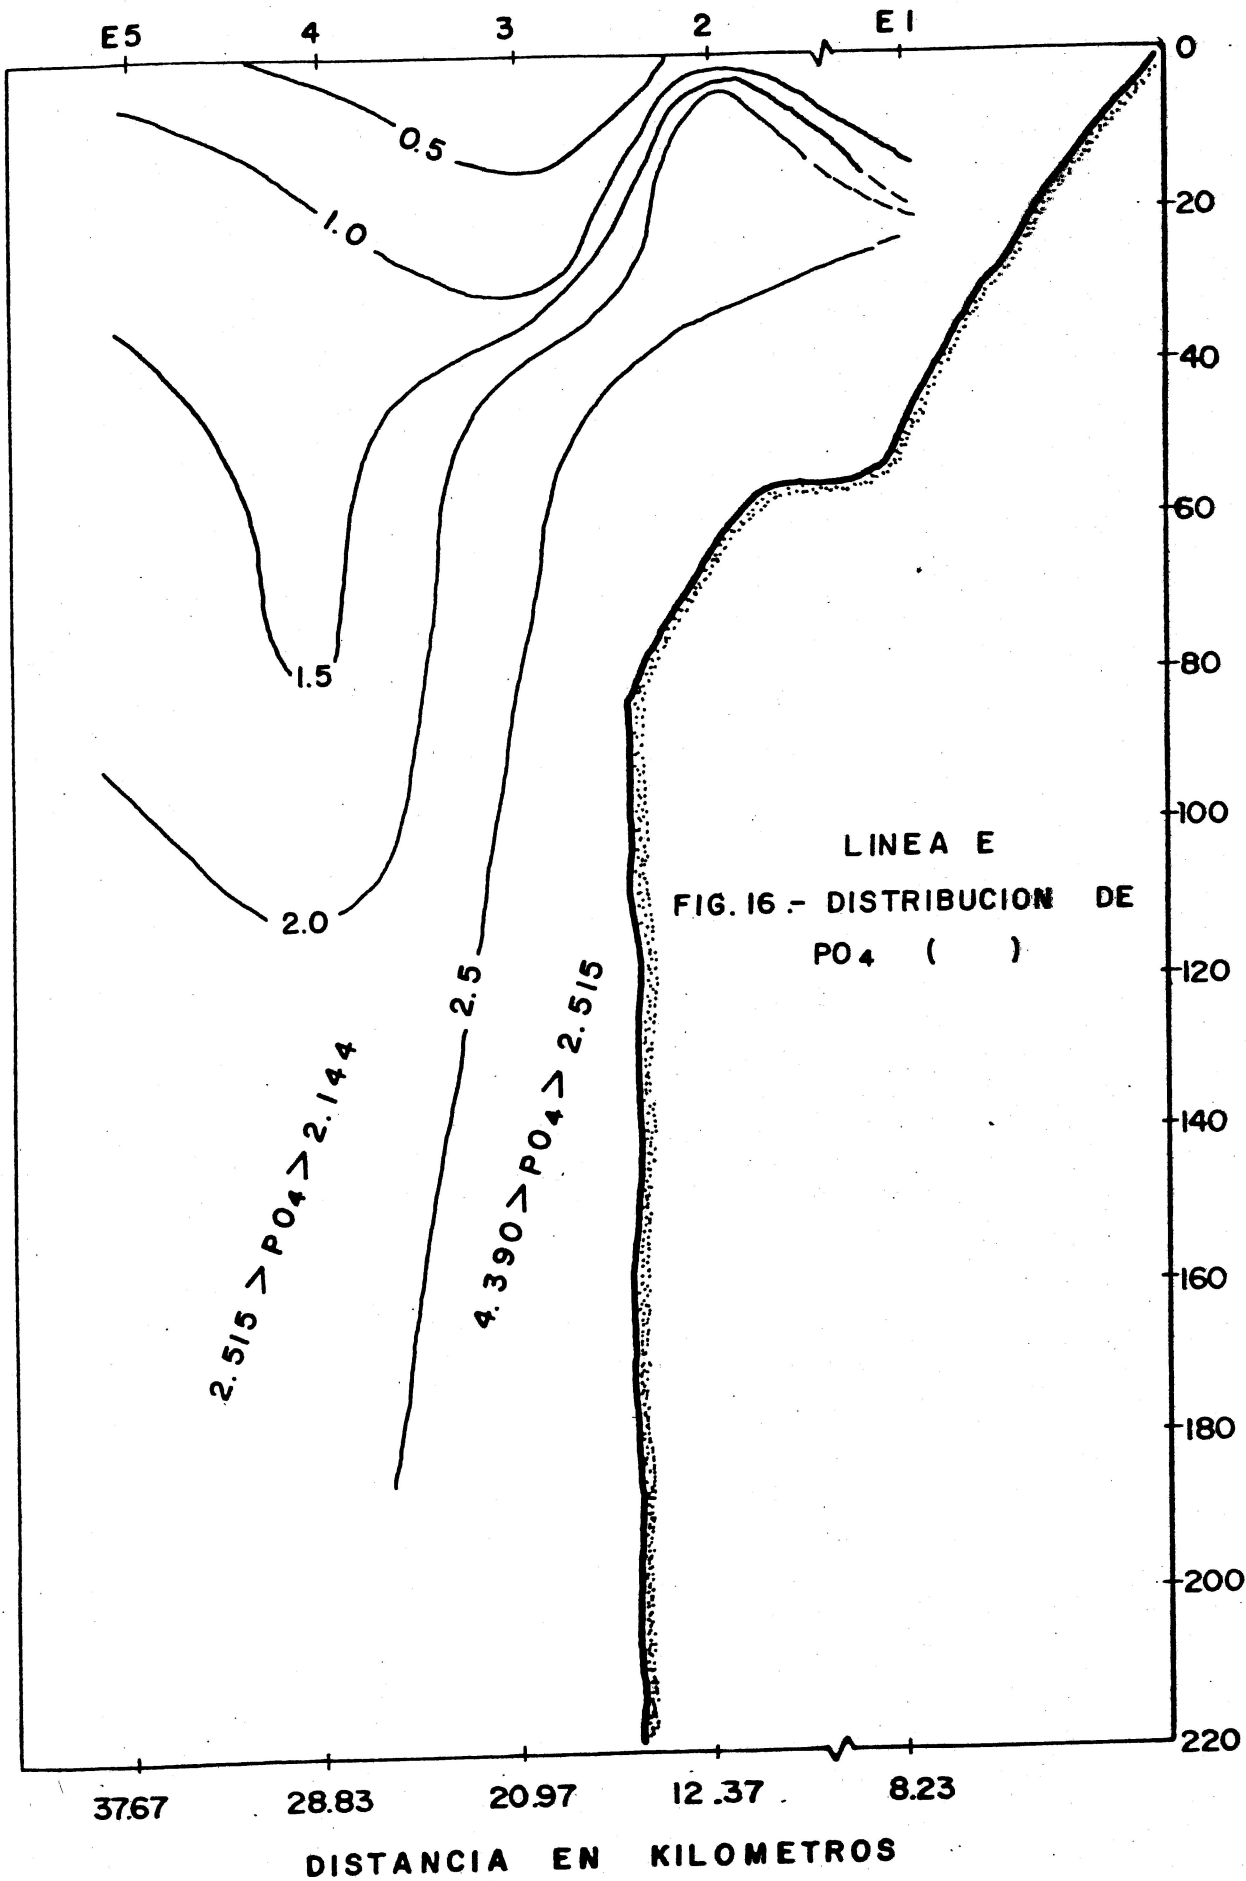 E5 4 3 2 E1
0
20
40
60
80
100
120
140
160
180
200
220
0.5
1.0
1.5
2.0
2.5
2.515 > PO4 > 2.144
4.390 > PO4 > 2.515
LINEA E
FIG. 16.- DISTRIBUCION DE
PO4 ( )
37.67 28.83 20.97 12.37 8.23
DISTANCIA EN KILOMETROS